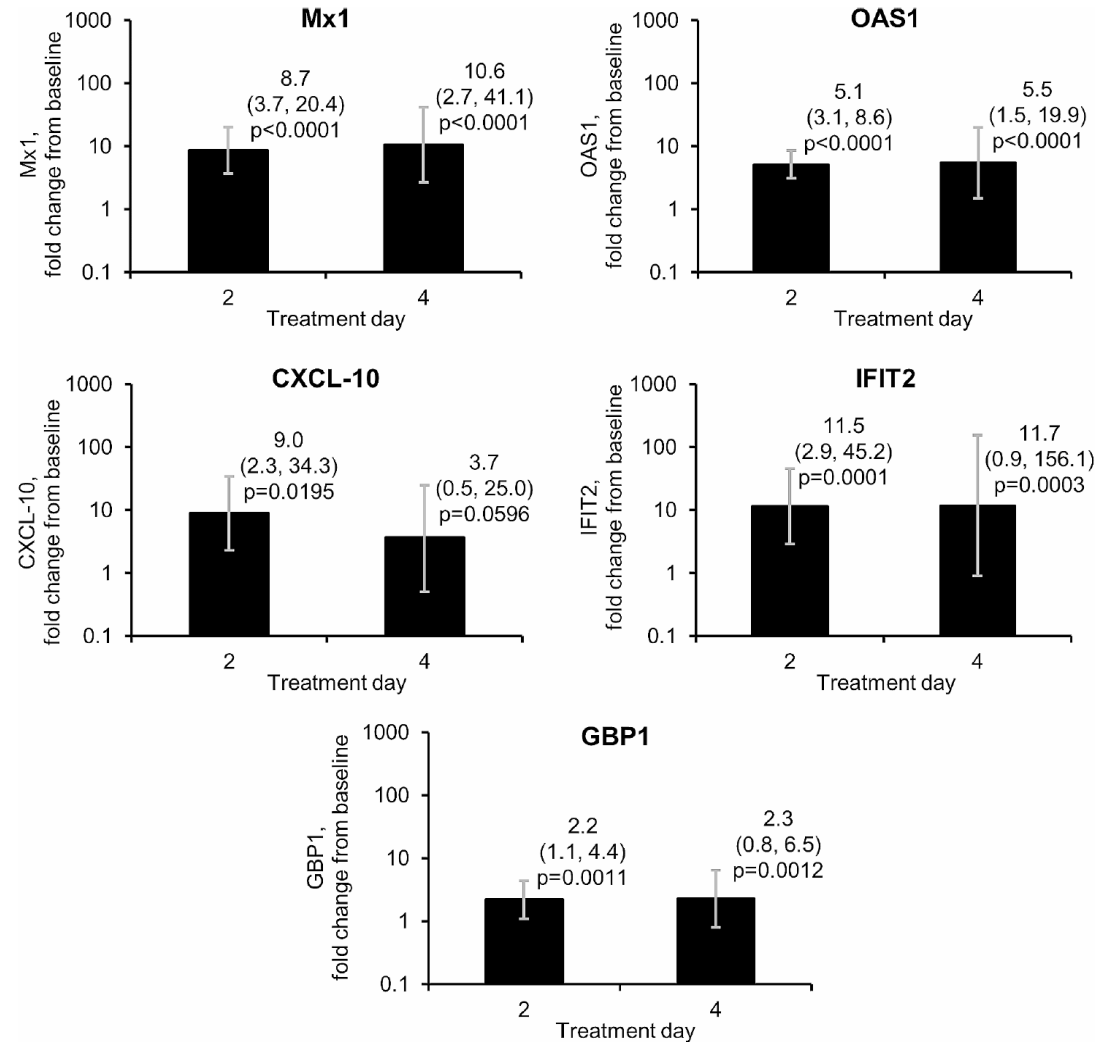 Mx1
1000
100
10
1
0.1
Mx1,
fold change from baseline
8.7
(3.7, 20.4)
p<0.0001
10.6
(2.7, 41.1)
p<0.0001
2
4
Treatment day
OAS1
1000
100
10
1
0.1
OAS1,
fold change from baseline
5.1
(3.1, 8.6)
p<0.0001
5.5
(1.5, 19.9)
p<0.0001
2
4
Treatment day
CXCL-10
1000
100
10
1
0.1
CXCL-10,
fold change from baseline
9.0
(2.3, 34.3)
p=0.0195
3.7
(0.5, 25.0)
p=0.0596
2
4
Treatment day
IFIT2
1000
100
10
1
0.1
IFIT2,
fold change from baseline
11.5
(2.9, 45.2)
p=0.0001
11.7
(0.9, 156.1)
p=0.0003
2
4
Treatment day
GBP1
1000
100
10
1
0.1
GBP1,
fold change from baseline
2.2
(1.1, 4.4)
p=0.0011
2.3
(0.8, 6.5)
p=0.0012
2
4
Treatment day